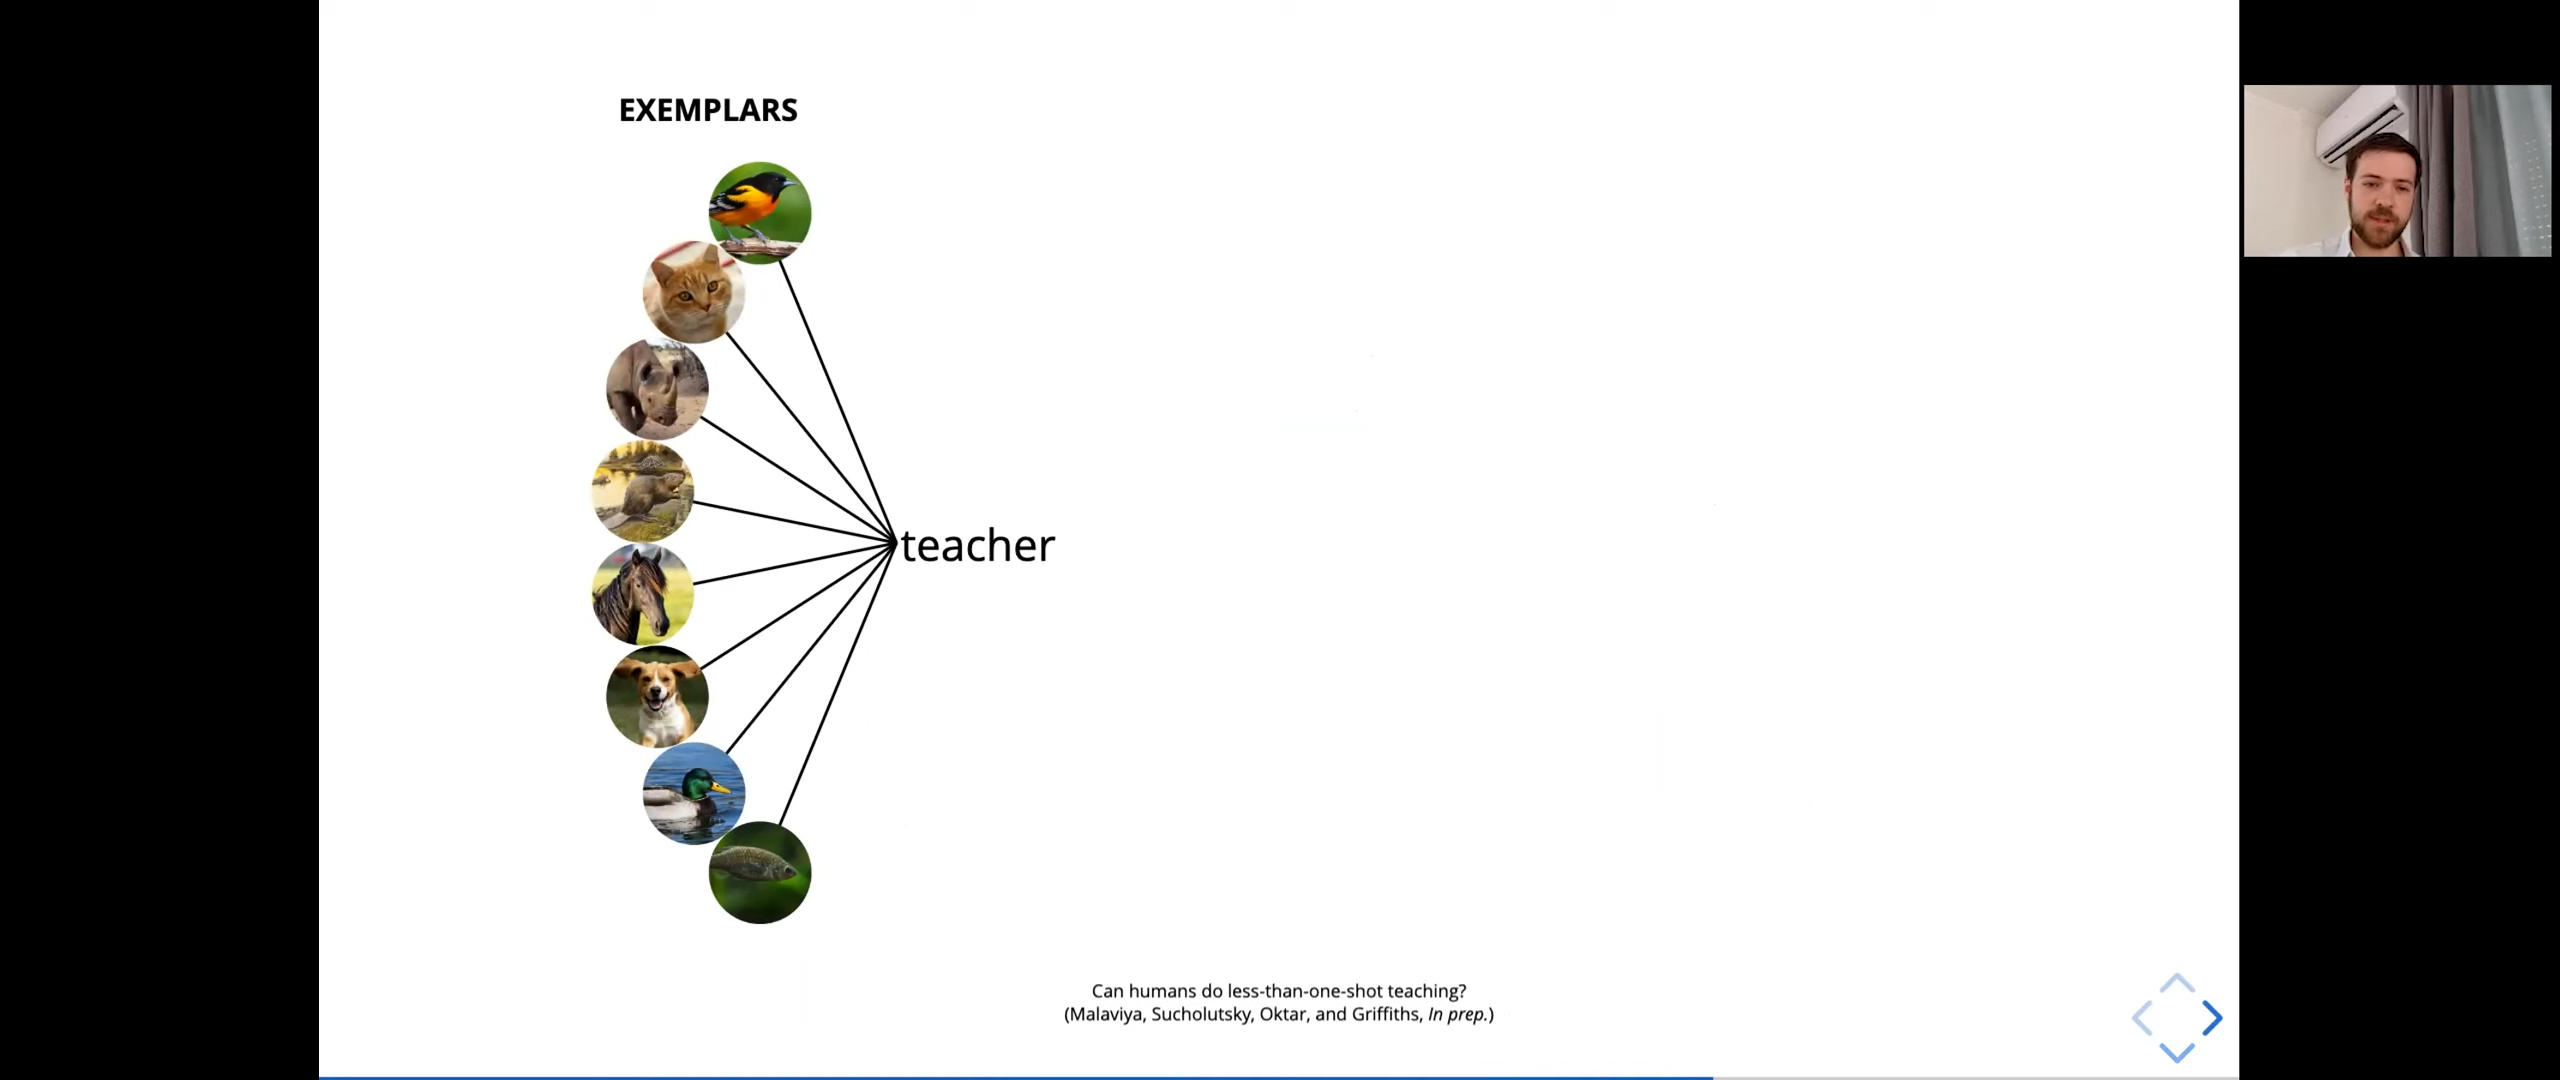 EXEMPLARS
teacher
Can humans do less-than-one-shot teaching?
(Malaviya, Sucholutsky, Oktar, and Griffiths, In prep.)